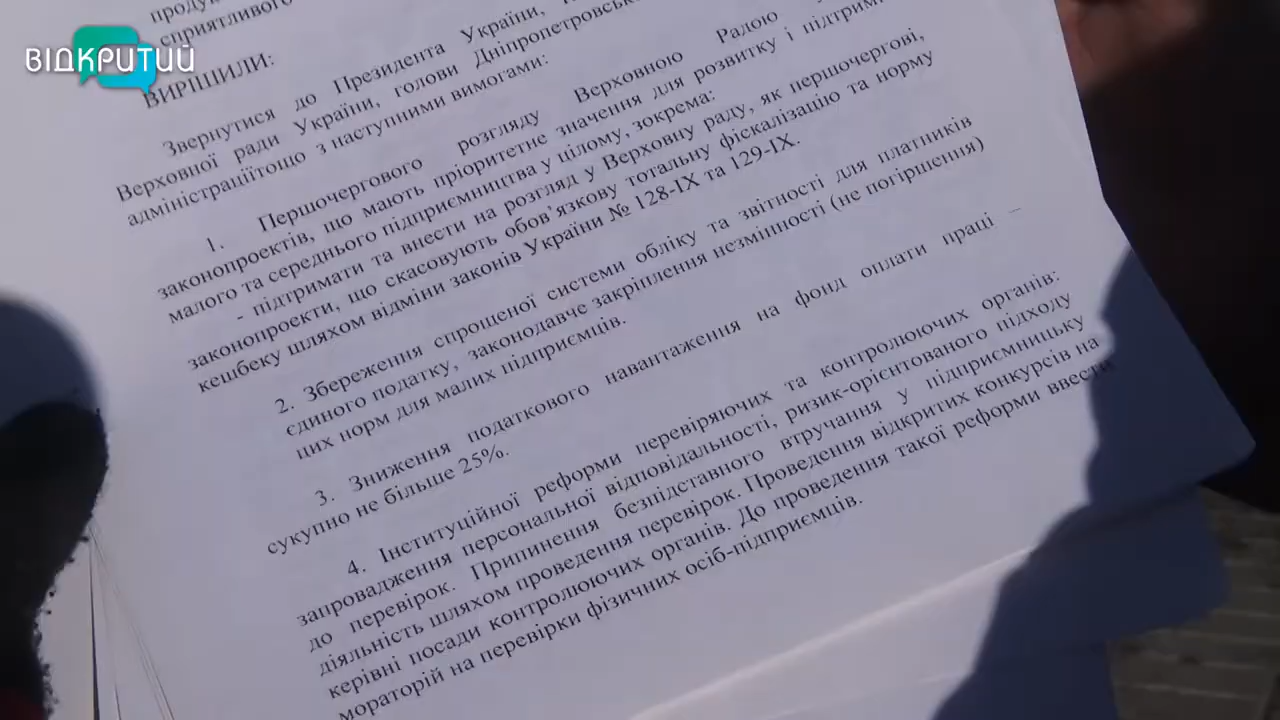 ВІДКРИТИЙ
сприятливого
ВИРІШИЛИ:
Звернутися до Президента України,
Верховної ради України, голови Дніпропетровськ
адміністраціїтощо з наступними вимогами:
1. Першочергового розгляду Верховною Радою
законопроектів, що мають пріоритетне значення для розвитку і підтрим
малого та середнього підприємництва у цілому, зокрема:
- підтримати та внести на розгляд у Верховну раду, як першочергові,
законопроекти, що скасовують обов’язкову тотальну фіскалізацію та норму
кешбеку шляхом відміни законів України № 128-IX та 129-IX.
2. Збереження спрощеної системи обліку та звітності для платників
єдиного податку, законодавче закріплення незмінності (не погіршення)
цих норм для малих підприємців.
3. Зниження податкового навантаження на фонд оплати праці –
сукупно не більше 25%.
4. Інституційної реформи перевіряючих та контролюючих органів:
запровадження персональної відповідальності, ризик-орієнтованого підходу
до перевірок. Припинення безпідставного втручання у підприємницьку
діяльність шляхом проведення перевірок. Проведення відкритих конкурсів на
керівні посади контролюючих органів. До проведення такої реформи ввести
мораторій на перевірки фізичних осіб-підприємців.